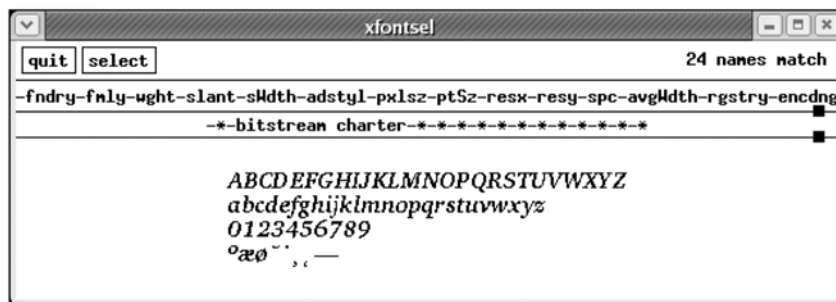 xfontsel
quit select 24 names match
-fndry-fmly-wght-slant-sWdth-adstyl-pxlsz-ptSz-resx-resy-spc-avgWdth-rgstry-encdng
-*-bitstream charter-*-*-*-*-*-*-*-*-*-*-*-*
ABCDEFGHIJKLMNOPQRSTUVWXYZ
abcdefghijklmnopqrstuvwxyz
0123456789
ºæø˘˙¸˛—